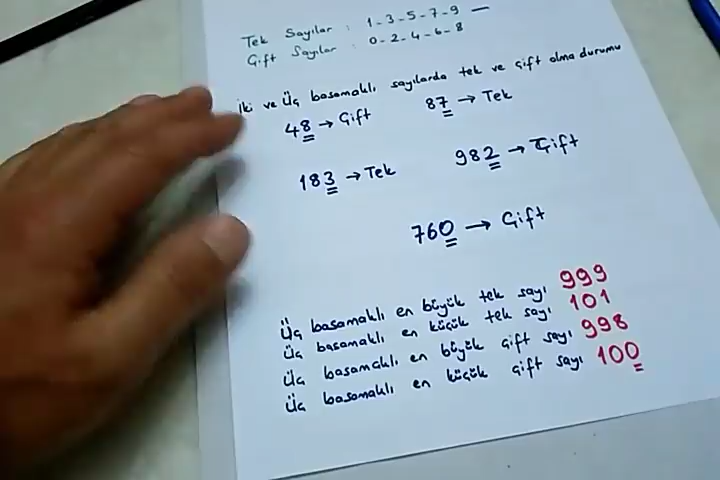 Tek Sayılar : 1-3-5-7-9 —
Çift Sayılar : 0-2-4-6-8
İki ve Üç basamaklı sayılarda tek ve çift olma durumu
48 → Çift 87 → Tek
183 → Tek 982 → Çift
760 → Çift
Üç basamaklı en büyük tek sayı 999
Üç basamaklı en küçük tek sayı 101
Üç basamaklı en büyük çift sayı 998
Üç basamaklı en küçük çift sayı 100